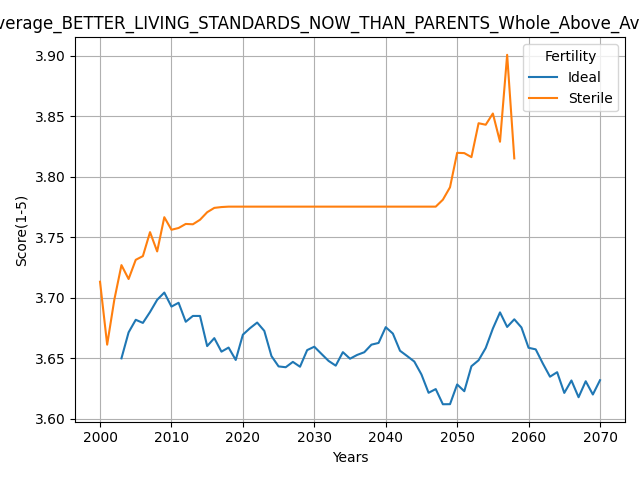 verage_BETTER_LIVING_STANDARDS_NOW_THAN_PARENTS_Whole_Above_Av
Fertility
Ideal
Sterile
3.90
3.85
3.80
3.75
3.70
3.65
3.60
Score(1-5)
2000 2010 2020 2030 2040 2050 2060 2070
Years